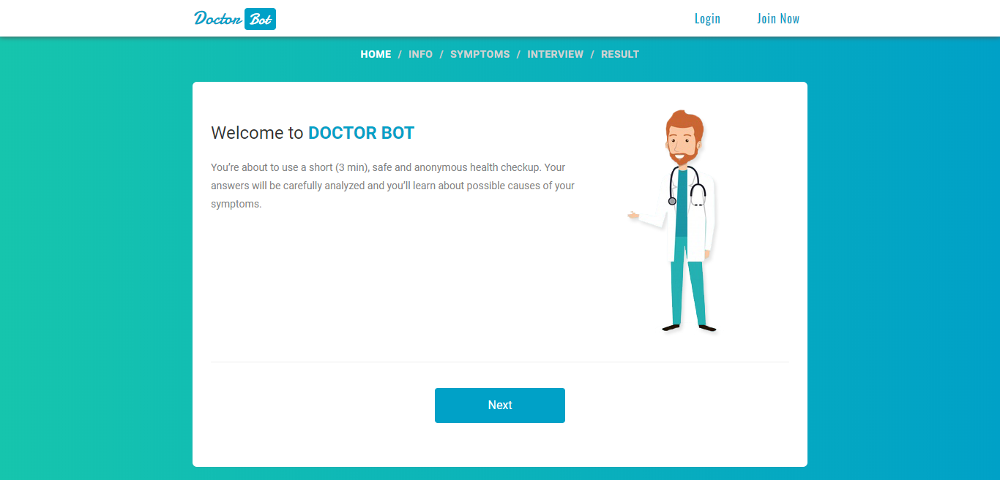 Doctor Bot
Login
Join Now
HOME / INFO / SYMPTOMS / INTERVIEW / RESULT
Welcome to DOCTOR BOT
You’re about to use a short (3 min), safe and anonymous health checkup. Your
answers will be carefully analyzed and you’ll learn about possible causes of your
symptoms.
Next